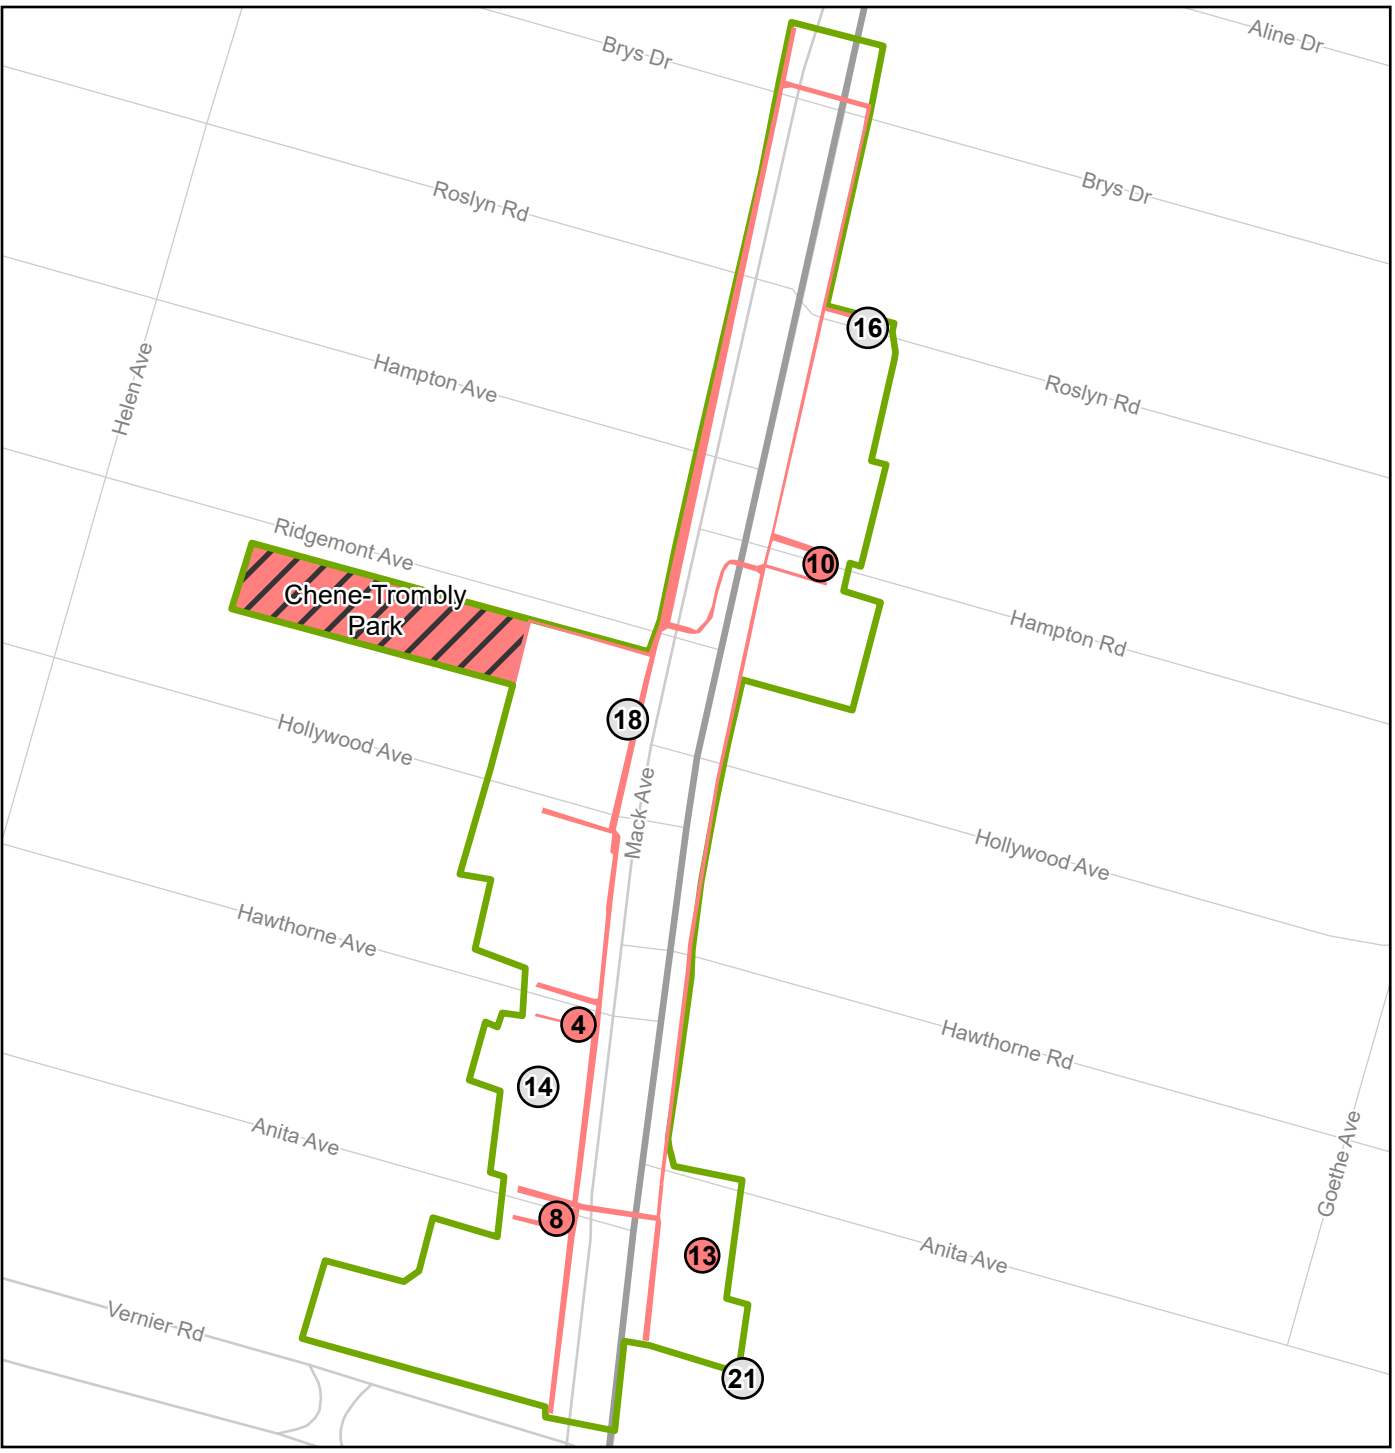 Aline Dr
Brys Dr
Brys Dr
Roslyn Rd
16
Helen Ave
Hampton Ave
Roslyn Rd
Ridgemont Ave
10
Chene-Trombly
Park
Hampton Rd
18
Hollywood Ave
Mack Ave
Hollywood Ave
Hawthorne Ave
4
Hawthorne Rd
14
Anita Ave
Goethe Ave
8
13
Anita Ave
Vernier Rd
21